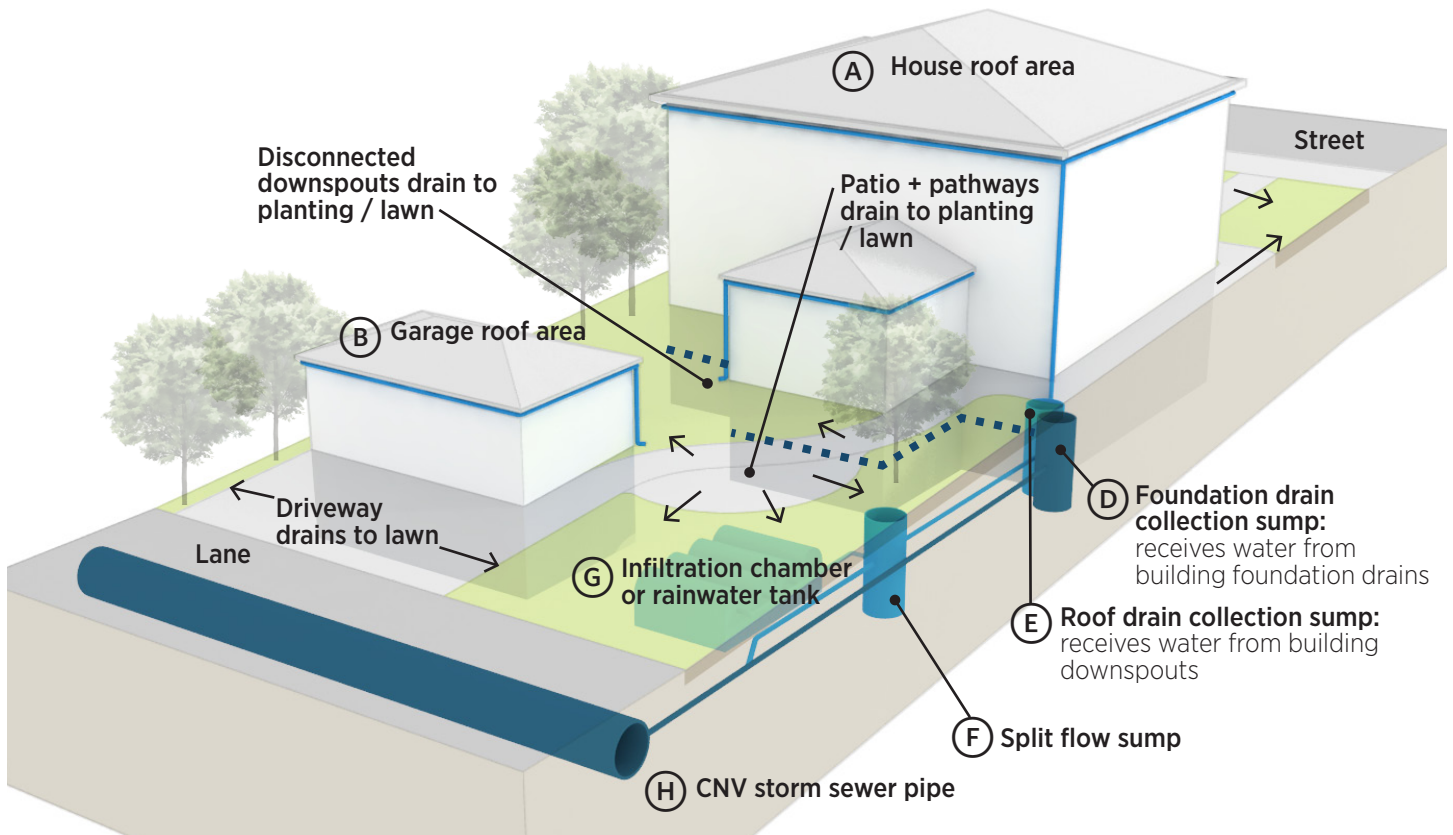 A House roof area
Street
Disconnected
downspouts drain to
planting / lawn
Patio + pathways
drain to planting
/ lawn
B Garage roof area
Driveway
drains to lawn
Lane
D Foundation drain
collection sump:
receives water from
building foundation drains
G Infiltration chamber
or rainwater tank
E Roof drain collection sump:
receives water from building
downspouts
F Split flow sump
H CNV storm sewer pipe